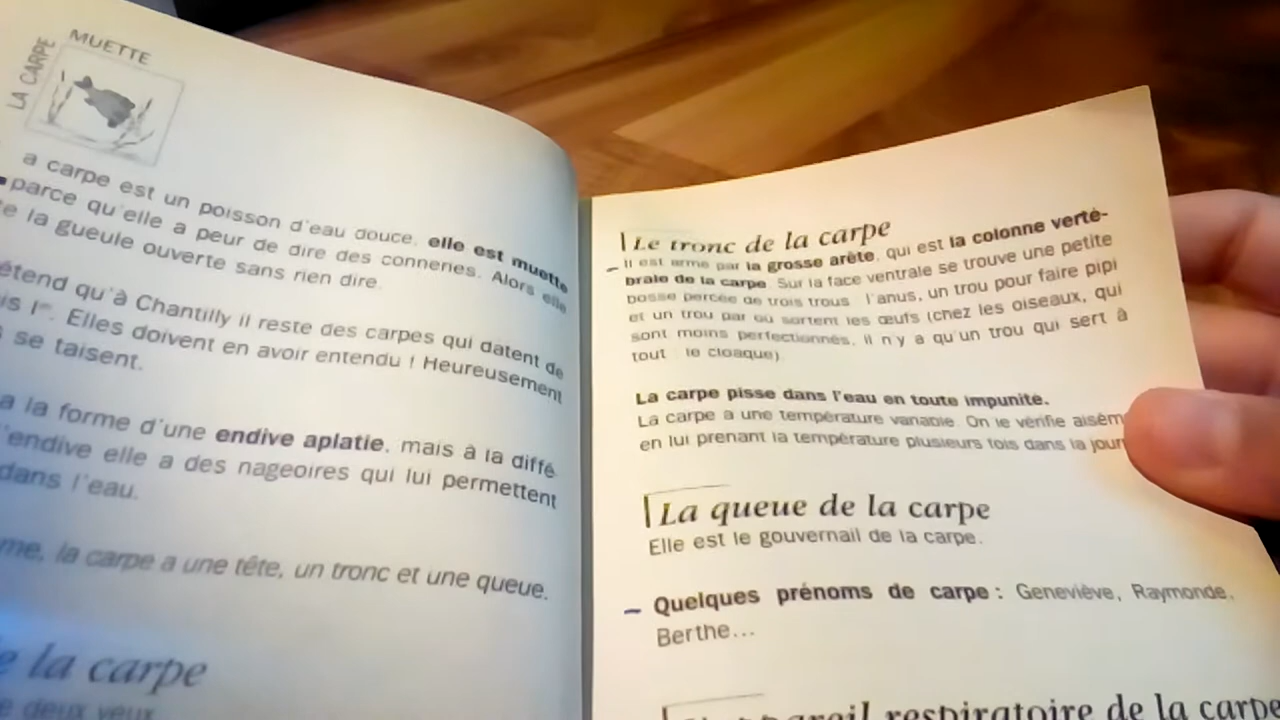 LA CARPE
MUETTE
a carpe est un poisson d'eau douce, elle est muette
parce qu'elle a peur de dire des conneries. Alors elle
la gueule ouverte sans rien dire.
étend qu'à Chantilly il reste des carpes qui datent de
is Ier. Elles doivent en avoir entendu ! Heureusement
se taisent.
a la forme d'une endive aplatie, mais à la diffé-
l'endive elle a des nageoires qui lui permettent
dans l'eau.
me, la carpe a une tête, un tronc et une queue.
la carpe
deux yeux
Le tronc de la carpe
Il est armé par la grosse arête, qui est la colonne verté-
brale de la carpe. Sur la face ventrale se trouve une petite
bosse percée de trois trous : l'anus, un trou pour faire pipi
et un trou par où sortent les œufs (chez les oiseaux, qui
sont moins perfectionnés, il n'y a qu'un trou qui sert à
tout : le cloaque).
La carpe pisse dans l'eau en toute impunité.
La carpe a une température variable. On le vérifie aisém
en lui prenant la température plusieurs fois dans la jour
La queue de la carpe
Elle est le gouvernail de la carpe.
Quelques prénoms de carpe : Geneviève, Raymonde,
Berthe...
L'appareil respiratoire de la carpe